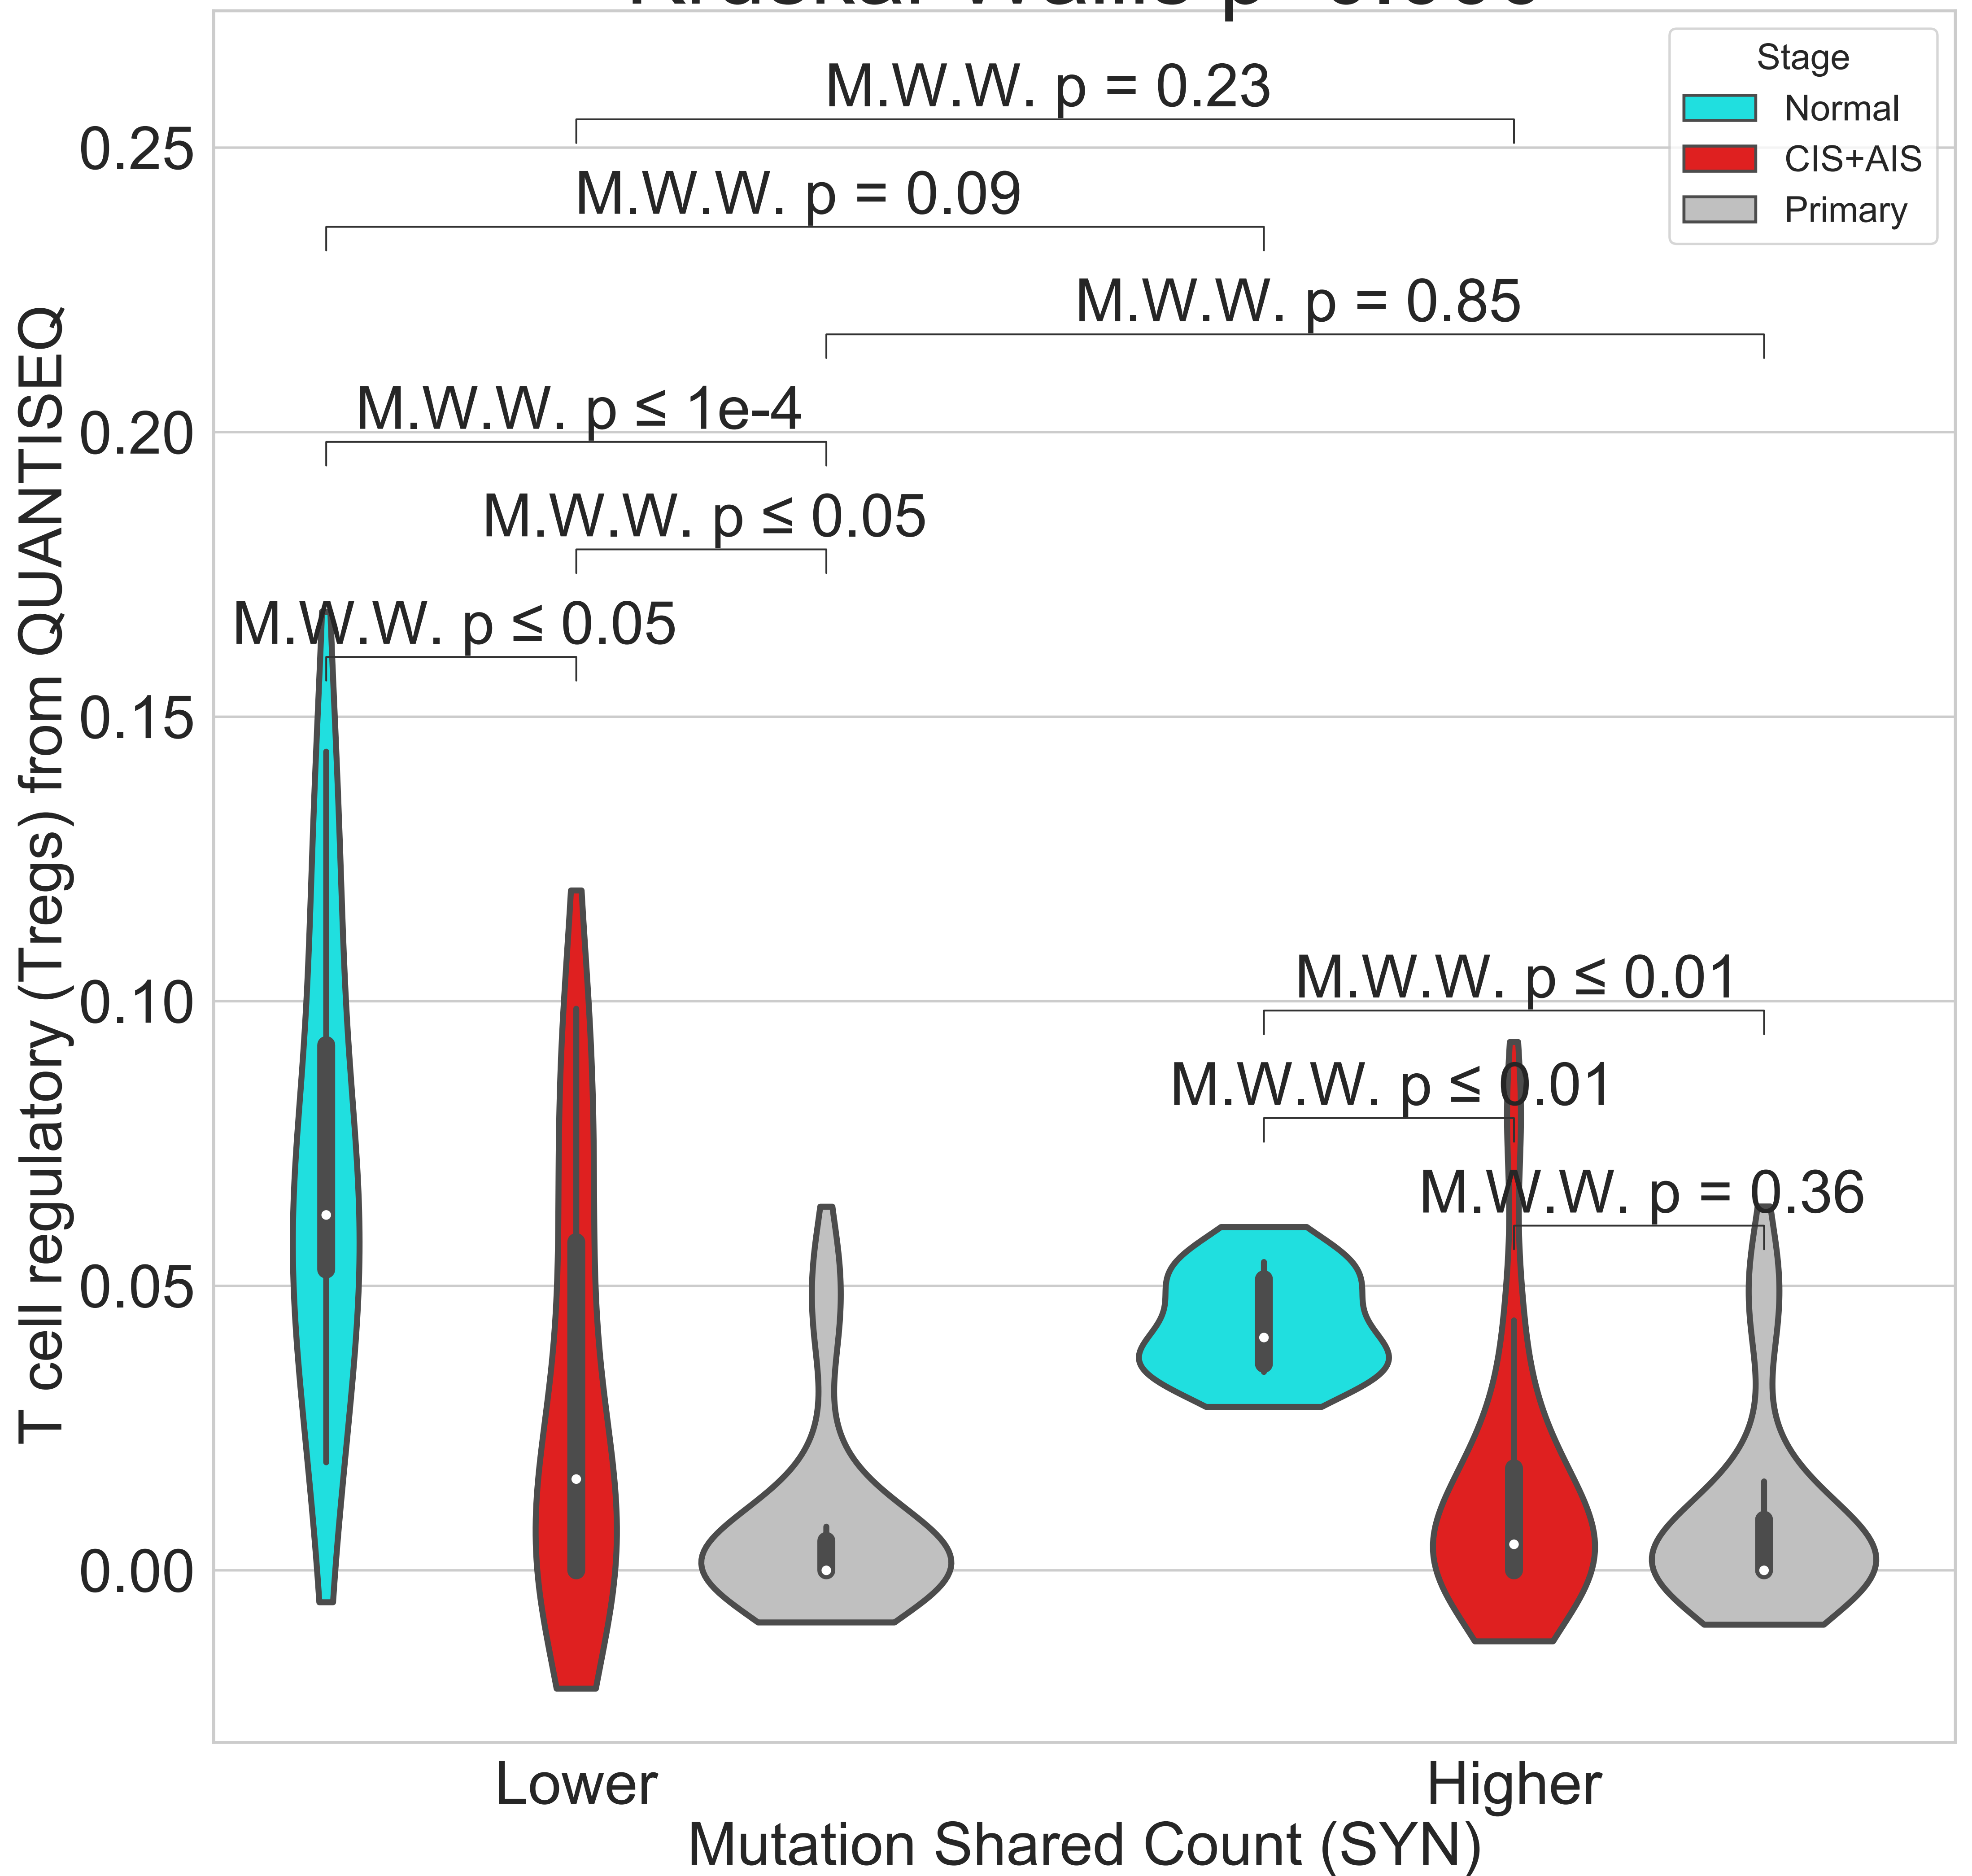 Stage
Normal
CIS+AIS
Primary
M.W.W. p = 0.23
M.W.W. p = 0.09
M.W.W. p = 0.85
M.W.W. p ≤ 1e-4
M.W.W. p ≤ 0.05
M.W.W. p ≤ 0.05
M.W.W. p ≤ 0.01
M.W.W. p ≤ 0.01
M.W.W. p = 0.36
T cell regulatory (Tregs) from QUANTISEQ
0.25
0.20
0.15
0.10
0.05
0.00
Lower
Higher
Mutation Shared Count (SYN)